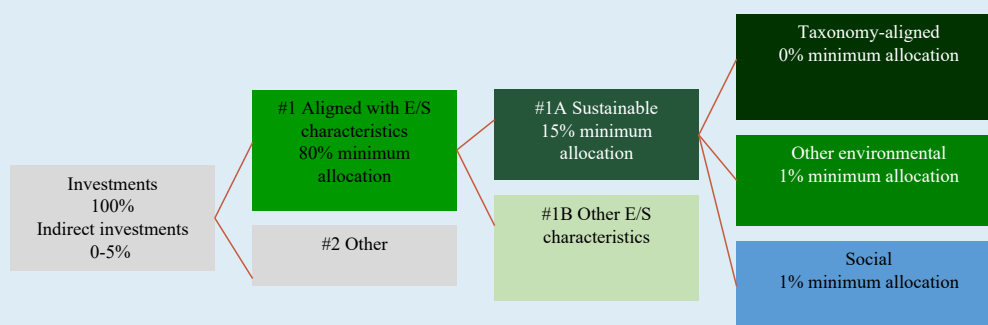 Investments
100%
Indirect investments
0-5%
#1 Aligned with E/S
characteristics
80% minimum
allocation
#2 Other
#1A Sustainable
15% minimum
allocation
#1B Other E/S
characteristics
Taxonomy-aligned
0% minimum allocation
Other environmental
1% minimum allocation
Social
1% minimum allocation